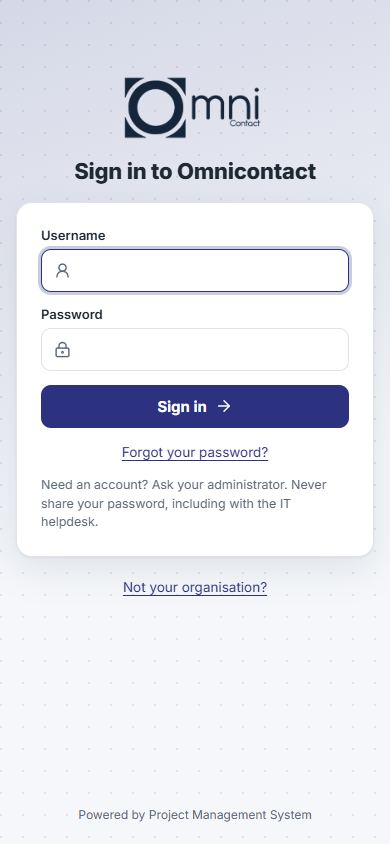 Omni
Contact
Sign in to Omnicontact
Username
Password
Sign in
Forgot your password?
Need an account? Ask your administrator. Never
share your password, including with the IT
helpdesk.
Not your organisation?
Powered by Project Management System